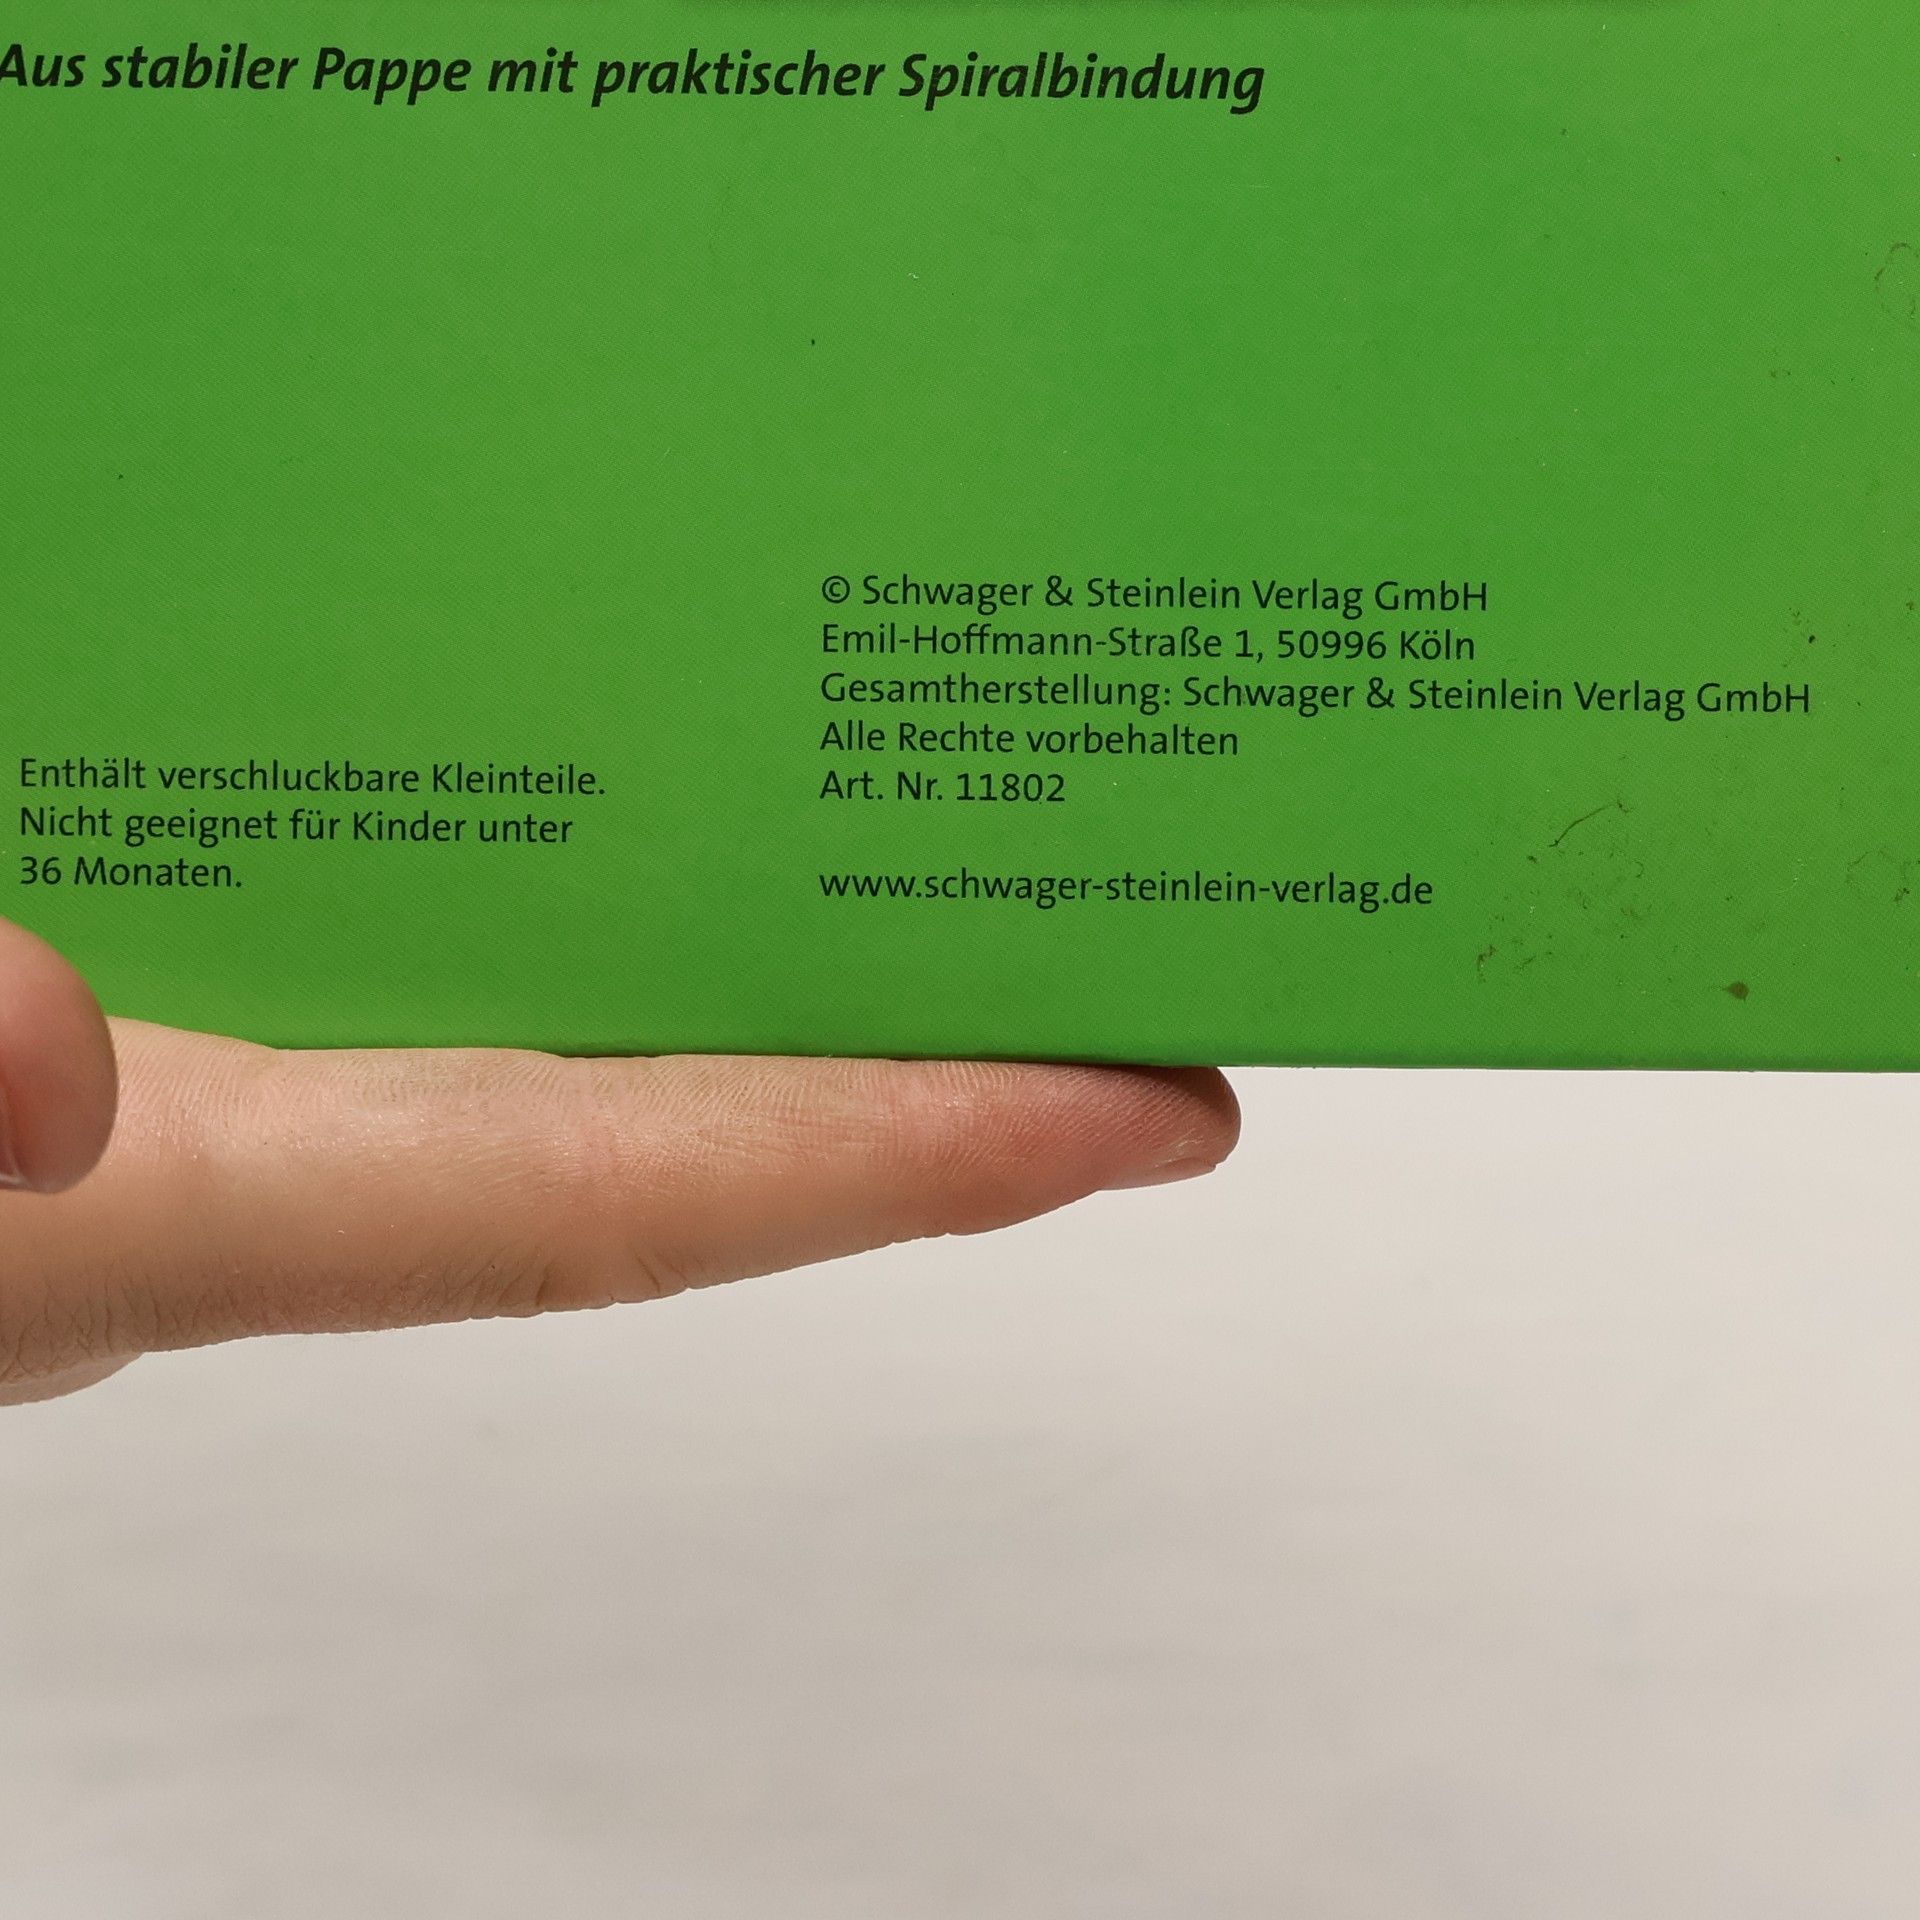 Aus stabiler Pappe mit praktischer Spiralbindung
Enthält verschluckbare Kleinteile.
Nicht geeignet für Kinder unter
36 Monaten.
© Schwager & Steinlein Verlag GmbH
Emil-Hoffmann-Straße 1, 50996 Köln
Gesamtherstellung: Schwager & Steinlein Verlag GmbH
Alle Rechte vorbehalten
Art. Nr. 11802
www.schwager-steinlein-verlag.de